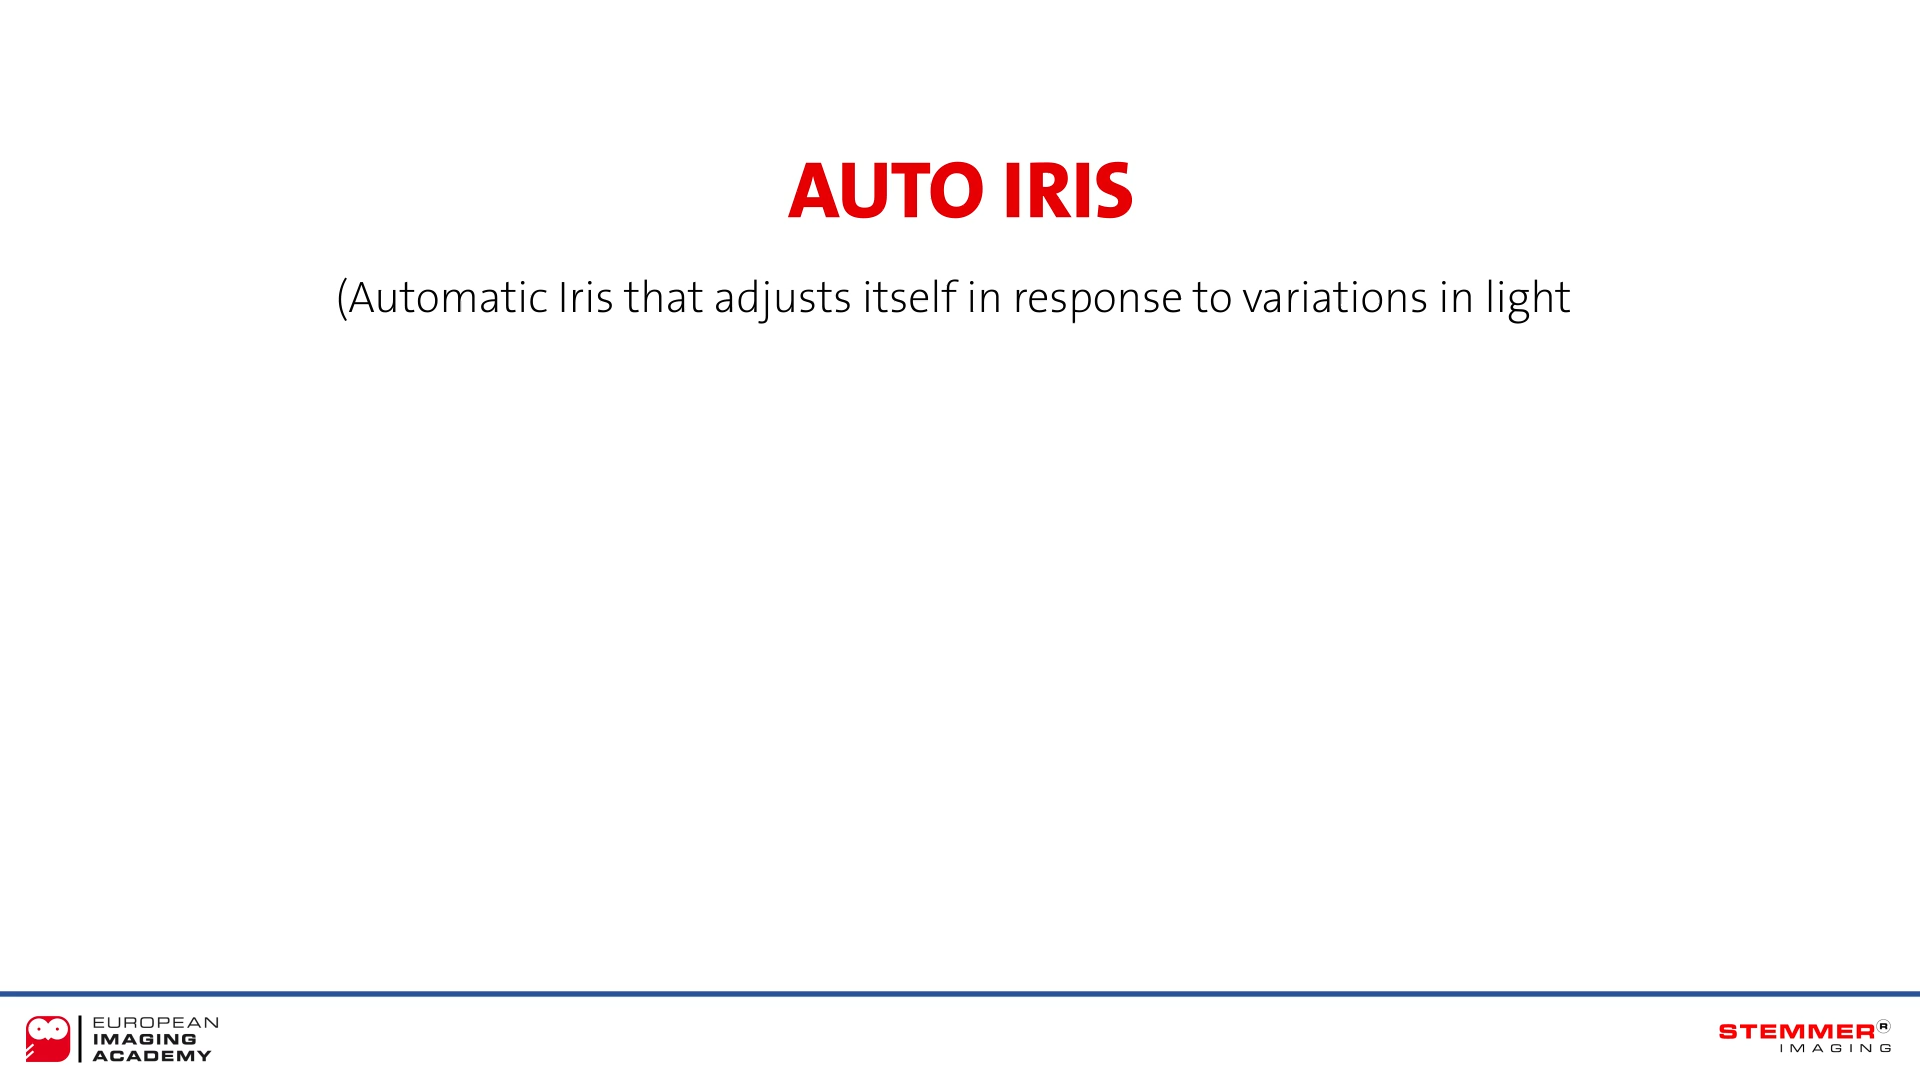 AUTO IRIS
(Automatic Iris that adjusts itself in response to variations in light
EUROPEAN
IMAGING
ACADEMY
STEMMER®
IMAGING